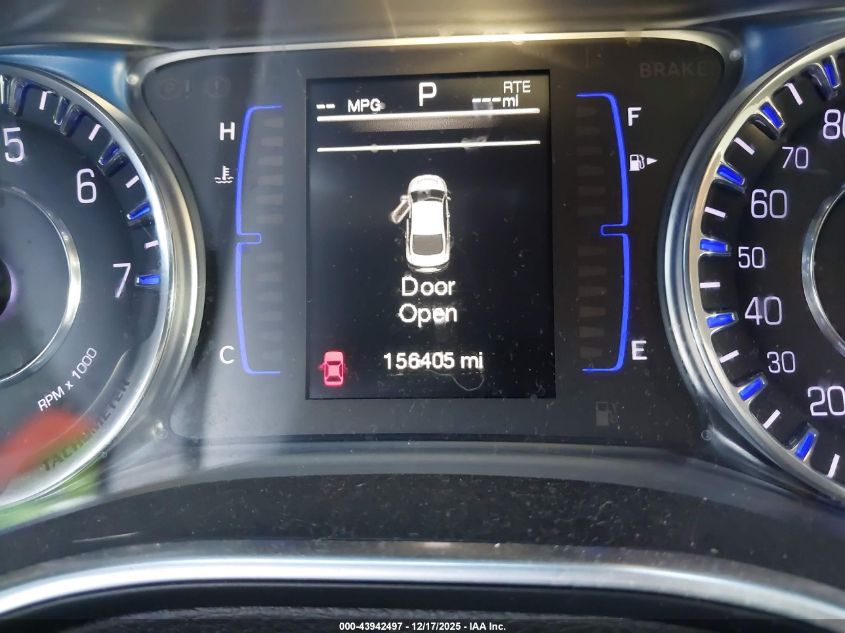 BRAKE
P
RTE
-- MPG
---mi
H
F
5
6
7
80
70
60
50
40
30
20
Door
Open
C
E
156405 mi
RPM x 1000
TACHOMETER
000-43942497 - 12/17/2025 - IAA Inc.